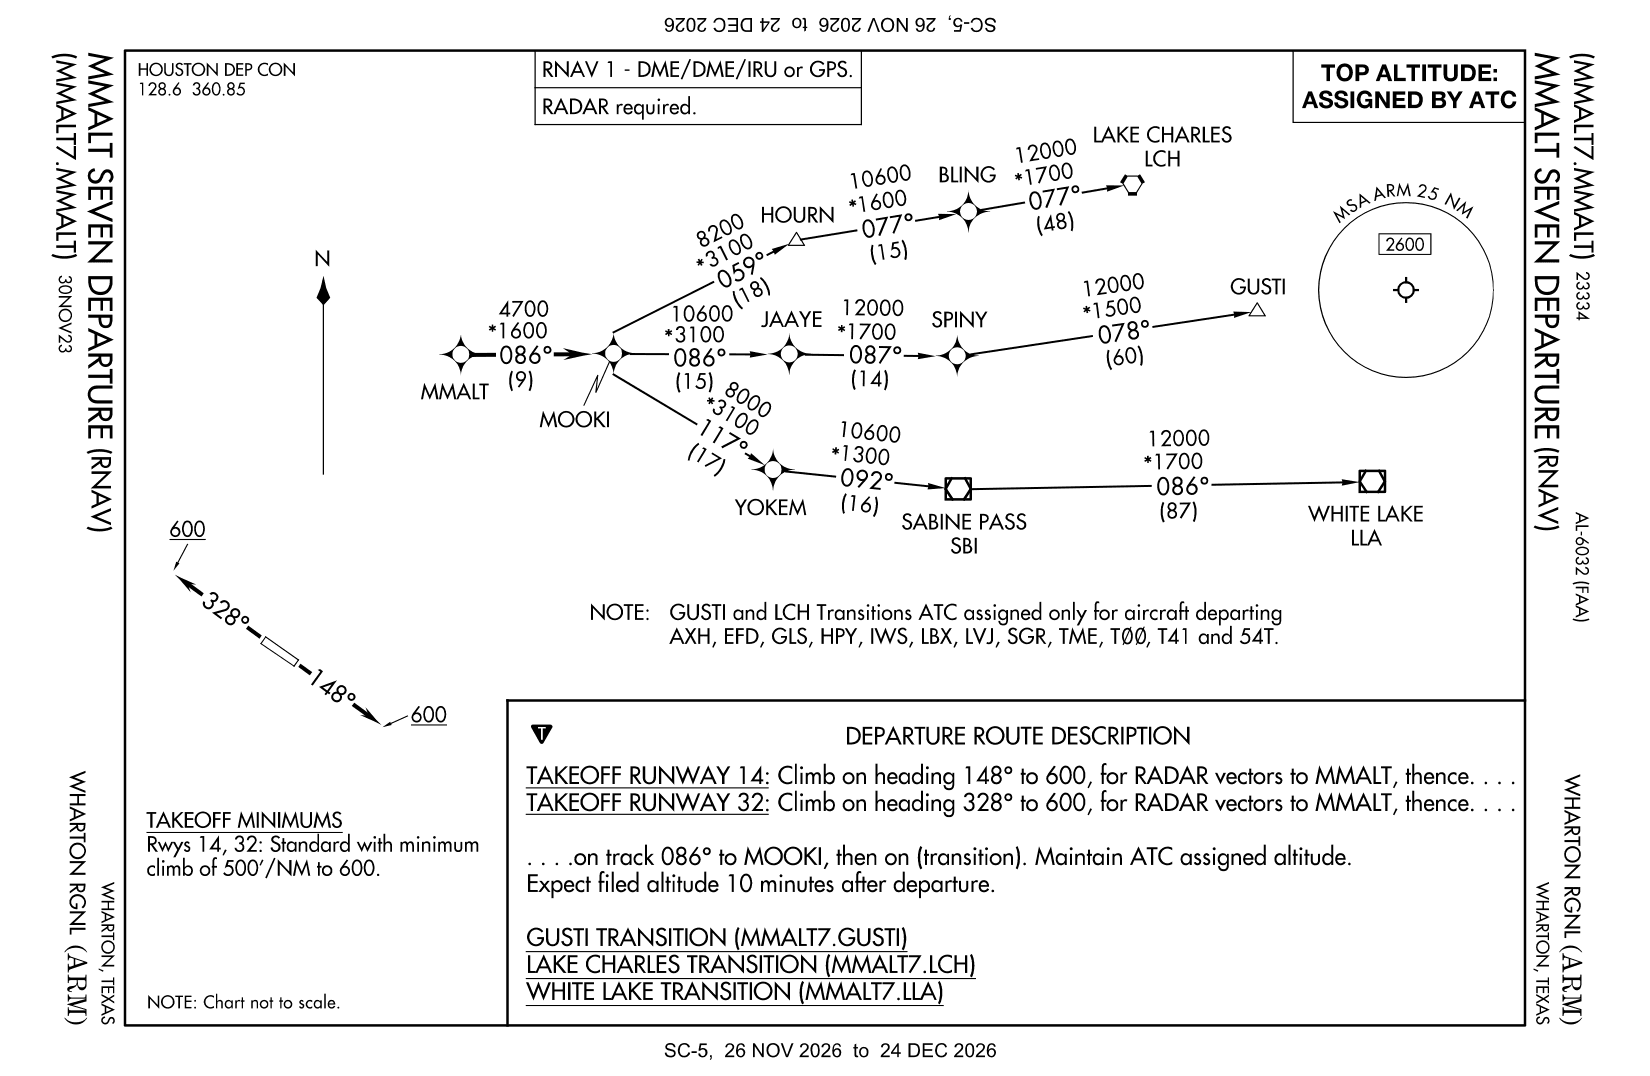 SC-5, 26 NOV 2026 to 24 DEC 2026
(MMALT7.MMALT) 30NOV23
MMALT SEVEN DEPARTURE (RNAV)
WHARTON RGNL (ARM)
WHARTON, TEXAS
HOUSTON DEP CON
128.6 360.85
RNAV 1 - DME/DME/IRU or GPS.
RADAR required.
TOP ALTITUDE:
ASSIGNED BY ATC
(MMALT7.MMALT) 23334
MMALT SEVEN DEPARTURE (RNAV)
AL-6032 (FAA)
WHARTON RGNL (ARM)
WHARTON, TEXAS
N
MSA ARM 25 NM
2600
MMALT
4700
*1600
086°
(9)
MOOKI
8200
*3100
059°
(18)
HOURN
10600
*1600
077°
(15)
BLING
12000
*1700
077°
(48)
LAKE CHARLES
LCH
10600
*3100
086°
(15)
JAAYE
12000
*1700
087°
(14)
SPINY
12000
*1500
078°
(60)
GUSTI
8000
*3100
117°
(17)
YOKEM
10600
*1300
092°
(16)
SABINE PASS
SBI
12000
*1700
086°
(87)
WHITE LAKE
LLA
600
328°
148°
600
NOTE: GUSTI and LCH Transitions ATC assigned only for aircraft departing
AXH, EFD, GLS, HPY, IWS, LBX, LVJ, SGR, TME, TØØ, T41 and 54T.
TAKEOFF MINIMUMS
Rwys 14, 32: Standard with minimum
climb of 500'/NM to 600.
NOTE: Chart not to scale.
T
DEPARTURE ROUTE DESCRIPTION
TAKEOFF RUNWAY 14: Climb on heading 148° to 600, for RADAR vectors to MMALT, thence. . . .
TAKEOFF RUNWAY 32: Climb on heading 328° to 600, for RADAR vectors to MMALT, thence. . . .
. . . .on track 086° to MOOKI, then on (transition). Maintain ATC assigned altitude.
Expect filed altitude 10 minutes after departure.
GUSTI TRANSITION (MMALT7.GUSTI)
LAKE CHARLES TRANSITION (MMALT7.LCH)
WHITE LAKE TRANSITION (MMALT7.LLA)
SC-5, 26 NOV 2026 to 24 DEC 2026